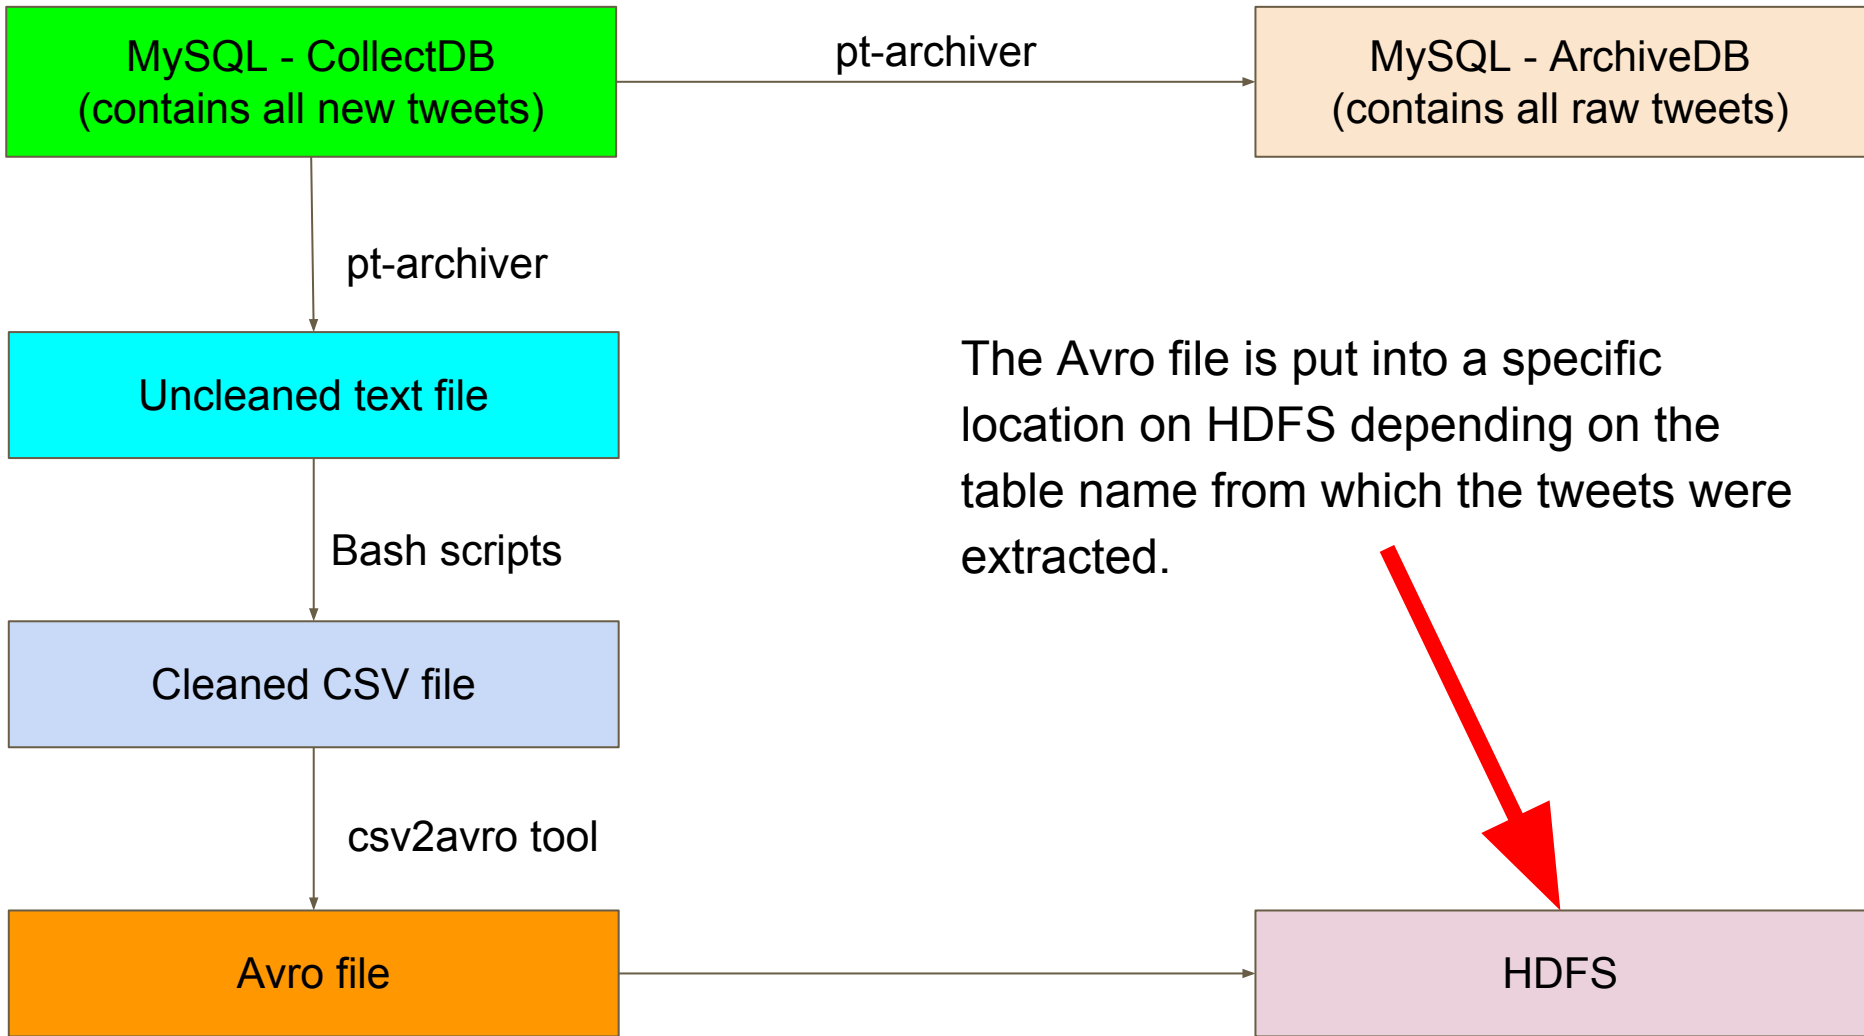 MySQL - CollectDB
(contains all new tweets)
pt-archiver
MySQL - ArchiveDB
(contains all raw tweets)
pt-archiver
Uncleaned text file
The Avro file is put into a specific
location on HDFS depending on the
table name from which the tweets were
extracted.
Bash scripts
Cleaned CSV file
csv2avro tool
Avro file
HDFS